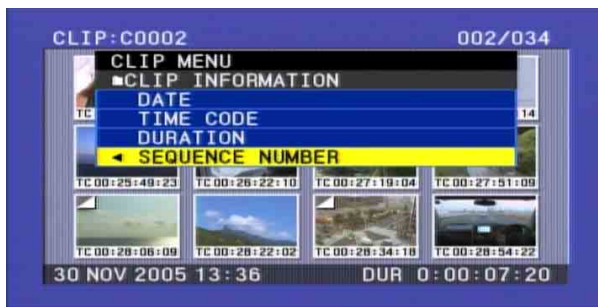 CLIP:C0002 002/034
CLIP MENU
CLIP INFORMATION
DATE
TIME CODE
DURATION
◄ SEQUENCE NUMBER
TC 14
TC 00:25:49:23 TC 00:26:22:10 TC 00:27:19:04 TC 00:27:51:09
TC 00:28:06:09 TC 00:28:22:02 TC 00:28:34:18 TC 00:28:54:22
30 NOV 2005 13:36 DUR 0:00:07:20